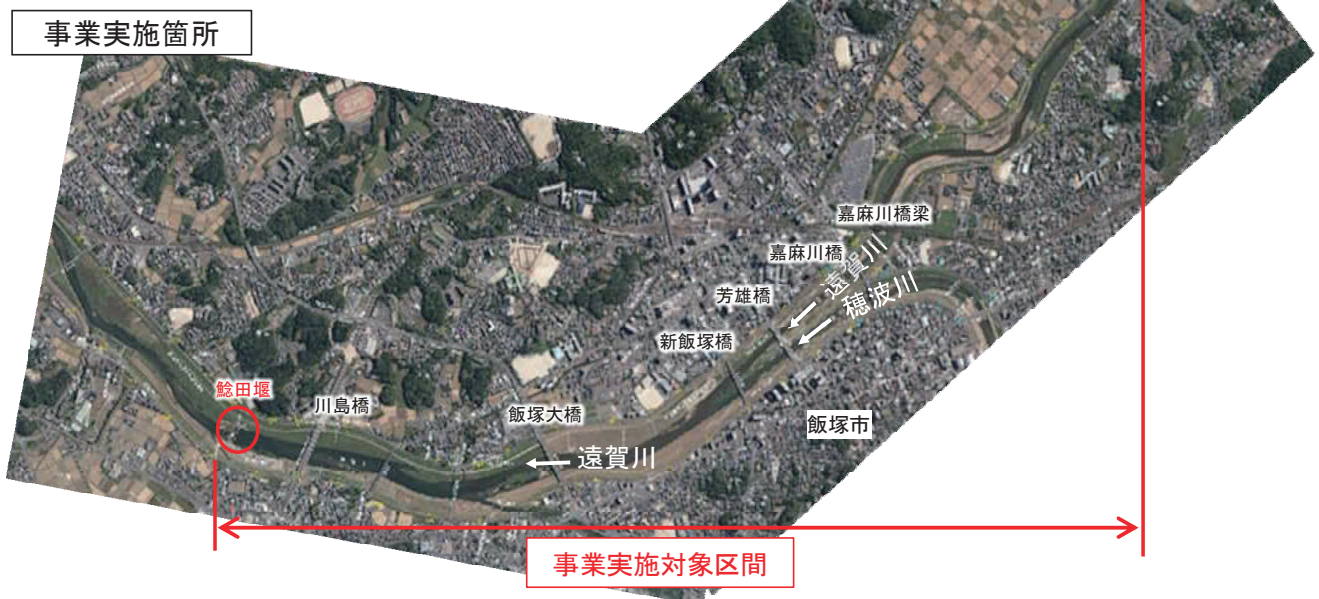 事業実施箇所
嘉麻川橋梁
嘉麻川橋
遠賀川
穂波川
芳雄橋
新飯塚橋
鯰田堰
川島橋
飯塚大橋
飯塚市
遠賀川
事業実施対象区間